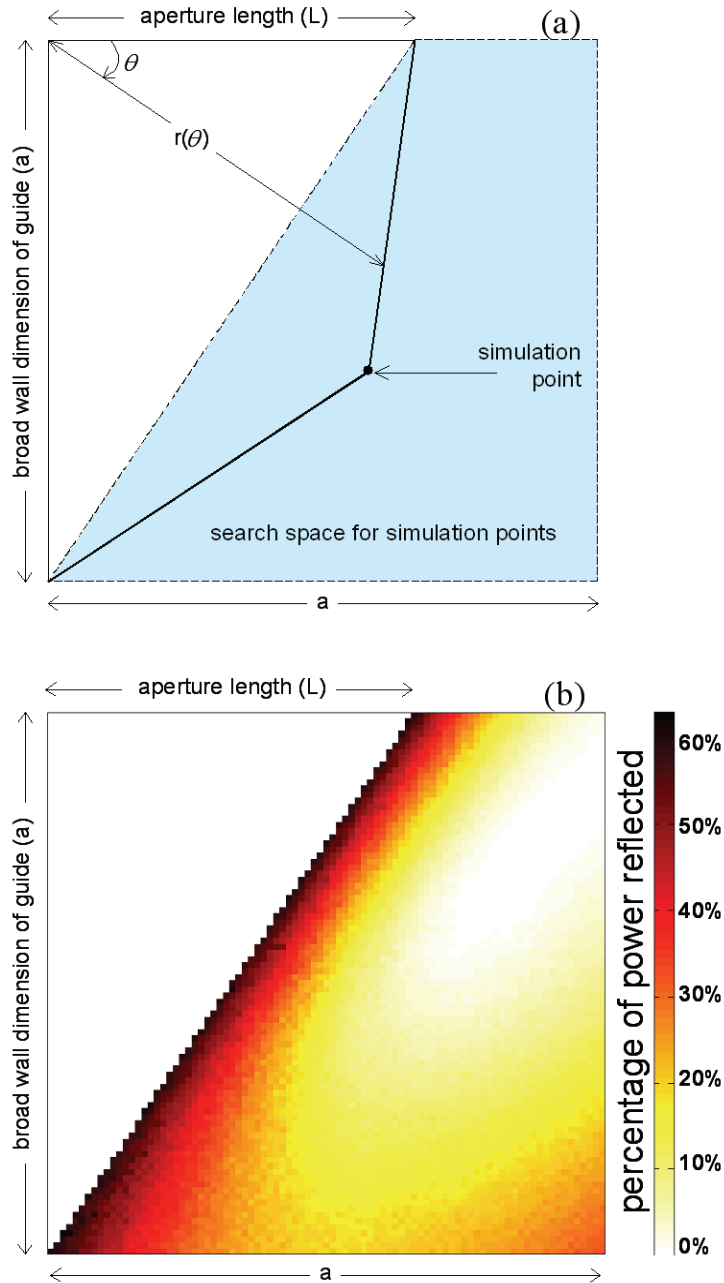 aperture length (L)
(a)
θ
r(θ)
broad wall dimension of guide (a)
simulation
point
search space for simulation points
a
aperture length (L)
(b)
broad wall dimension of guide (a)
a
percentage of power reflected
60%
50%
40%
30%
20%
10%
0%